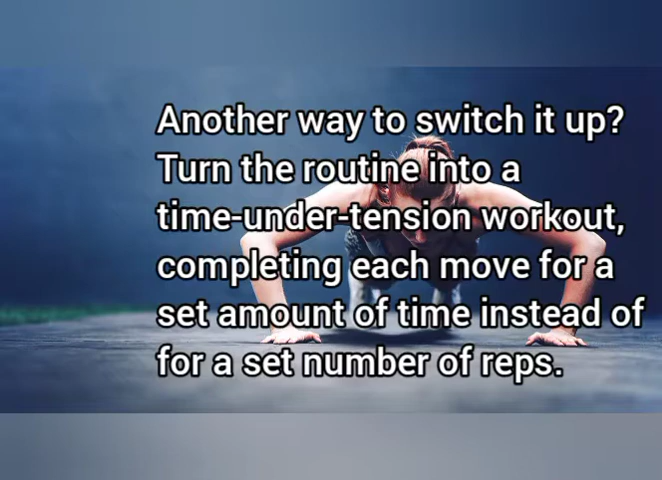 Another way to switch it up?
Turn the routine into a
time-under-tension workout,
completing each move for a
set amount of time instead of
for a set number of reps.